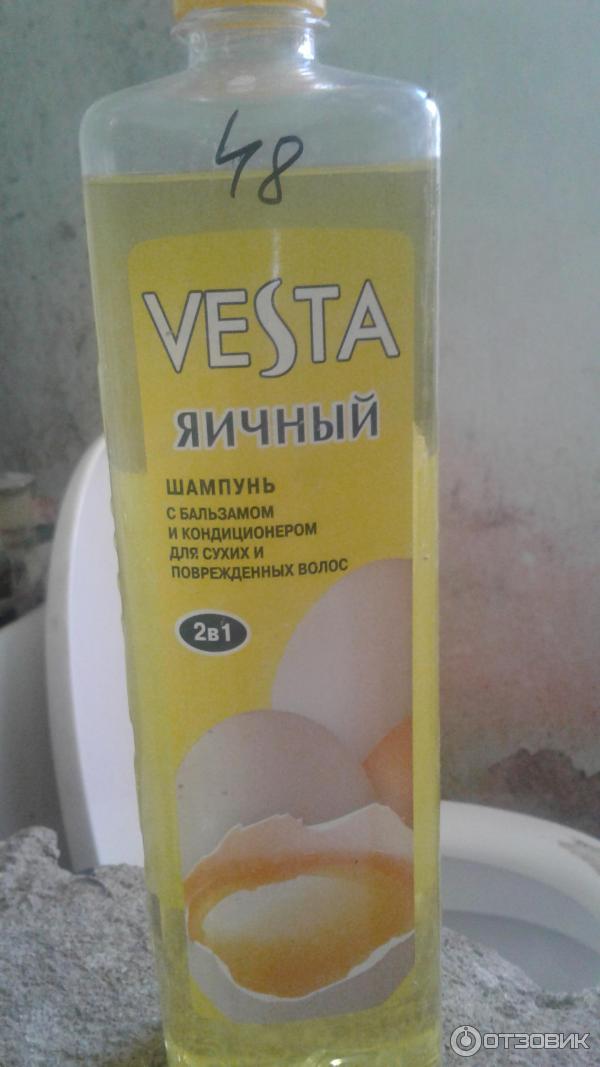 48
VESTA
ЯИЧНЫЙ
ШАМПУНЬ
С БАЛЬЗАМОМ
И КОНДИЦИОНЕРОМ
ДЛЯ СУХИХ И
ПОВРЕЖДЕННЫХ ВОЛОС
2в1
ОТЗОВИК